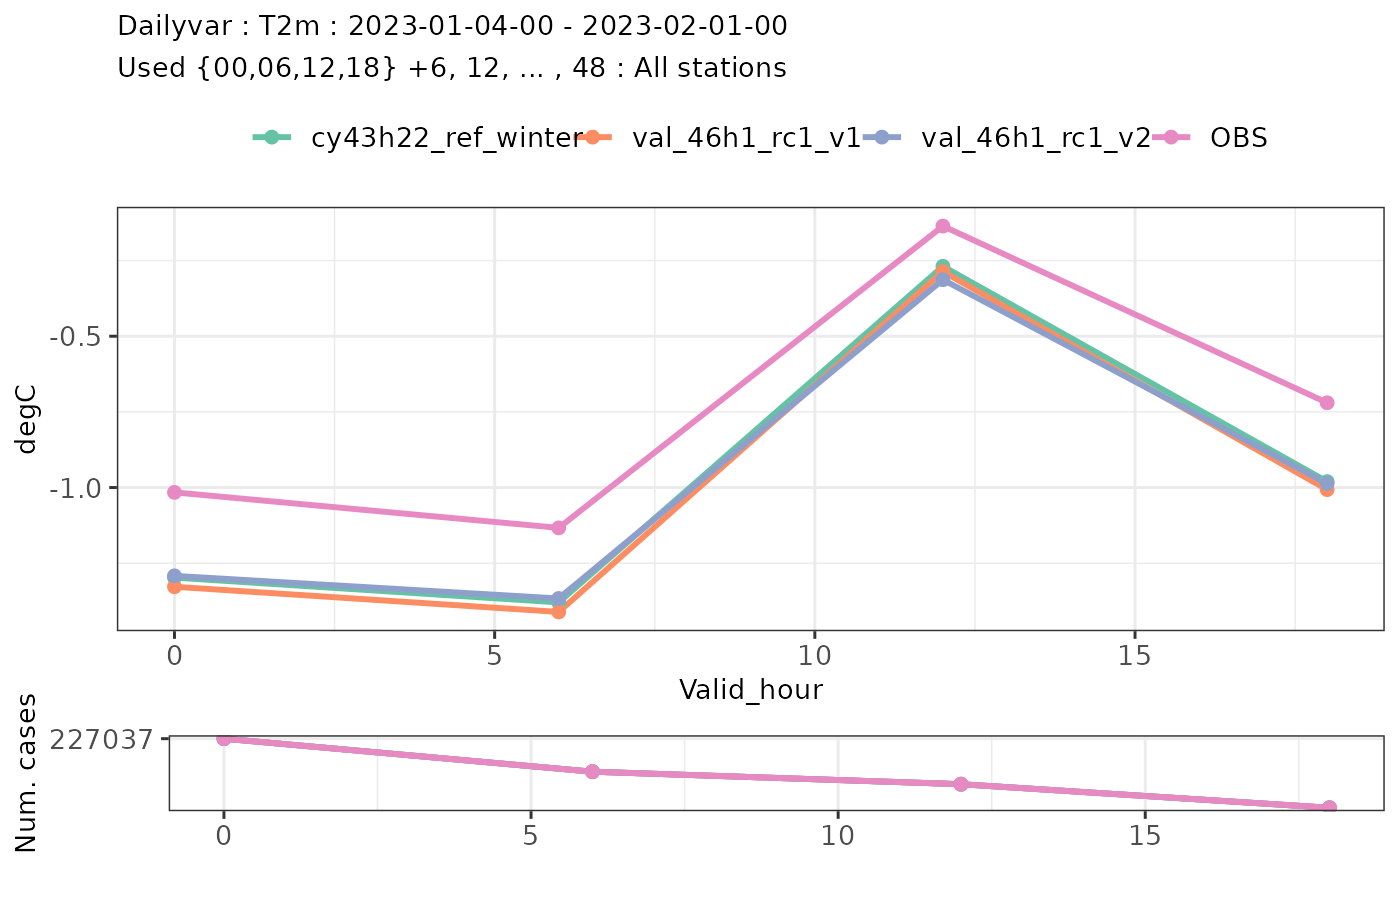 Dailyvar : T2m : 2023-01-04-00 - 2023-02-01-00
Used {00,06,12,18} +6, 12, ... , 48 : All stations
cy43h22_ref_winter val_46h1_rc1_v1 val_46h1_rc1_v2 OBS
degC
-0.5
-1.0
0 5 10 15
Valid_hour
Num. cases
227037
0 5 10 15